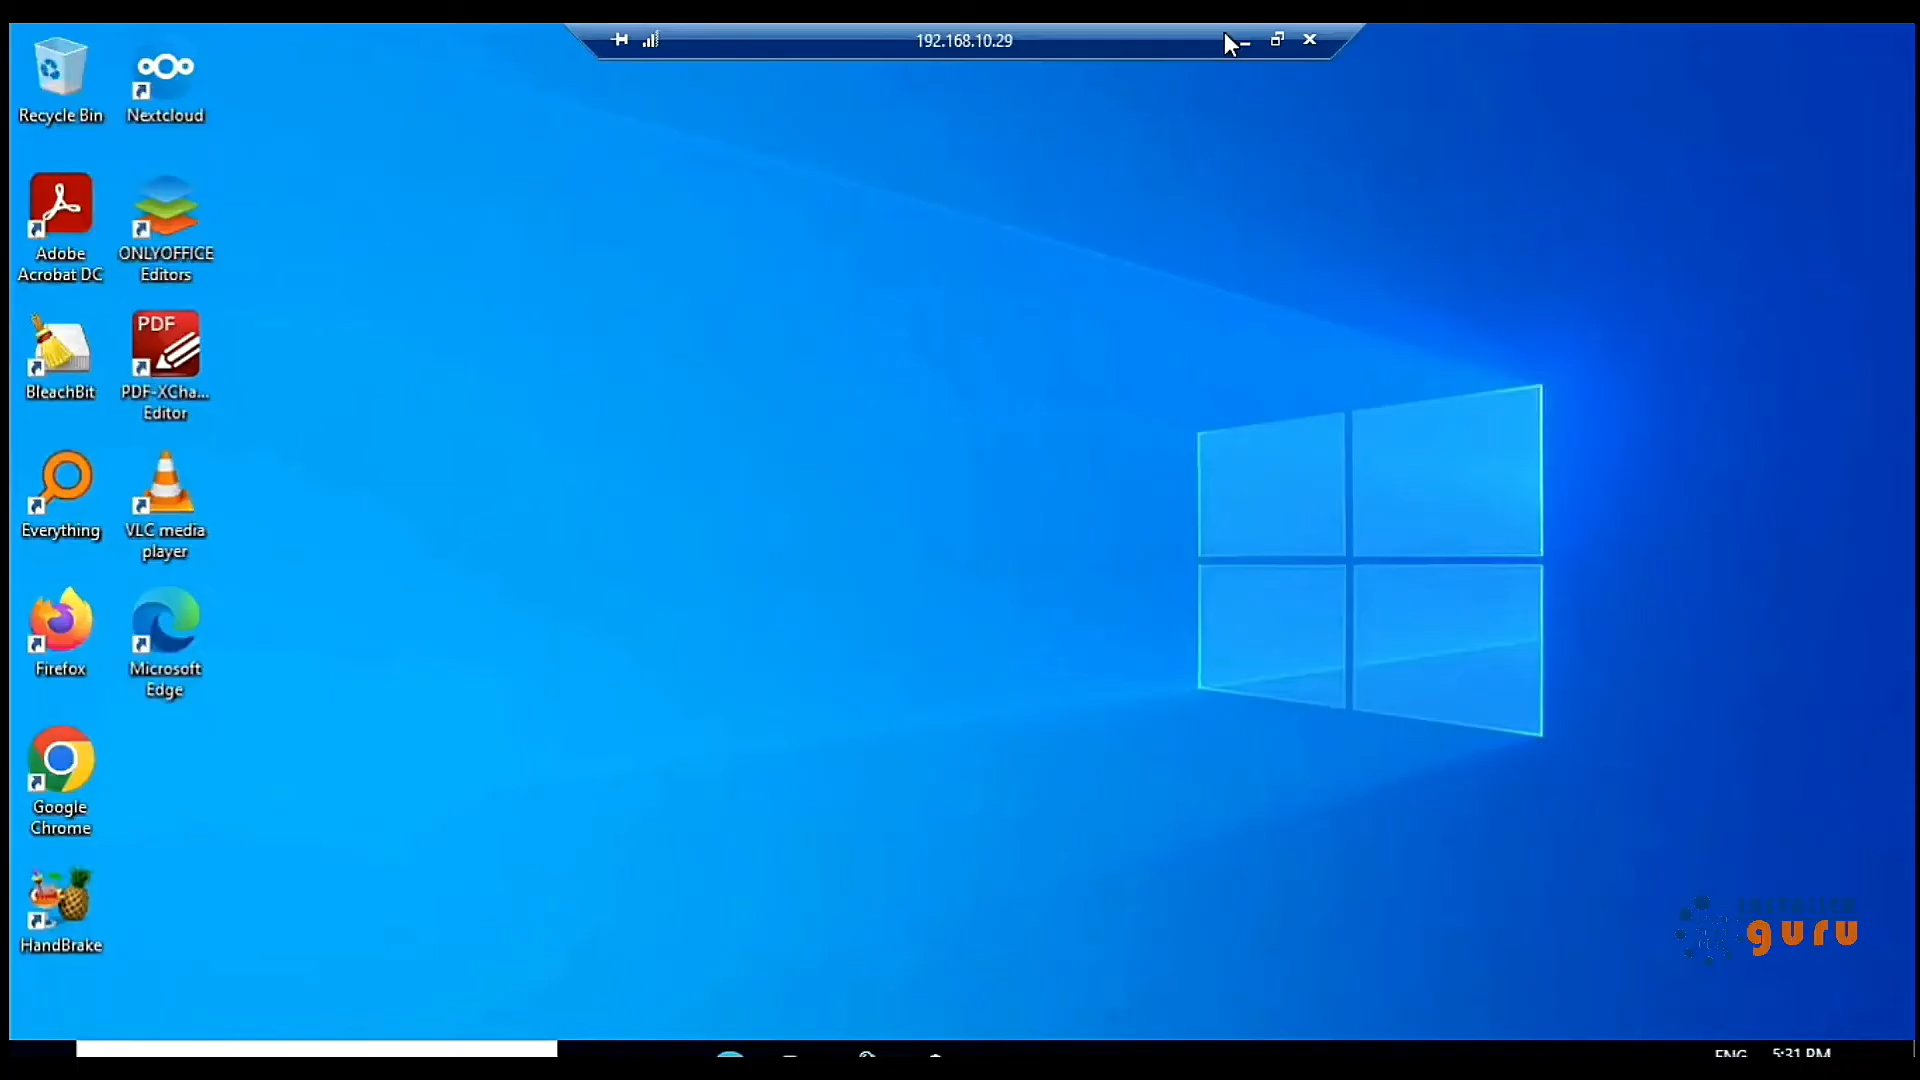 192.168.10.29
Recycle Bin
Nextcloud
Adobe
Acrobat DC
ONLYOFFICE
Editors
BleachBit
PDF
PDF-XCha...
Editor
Everything
VLC media
player
Firefox
Microsoft
Edge
Google
Chrome
HandBrake
guru
ENG
5:31 PM